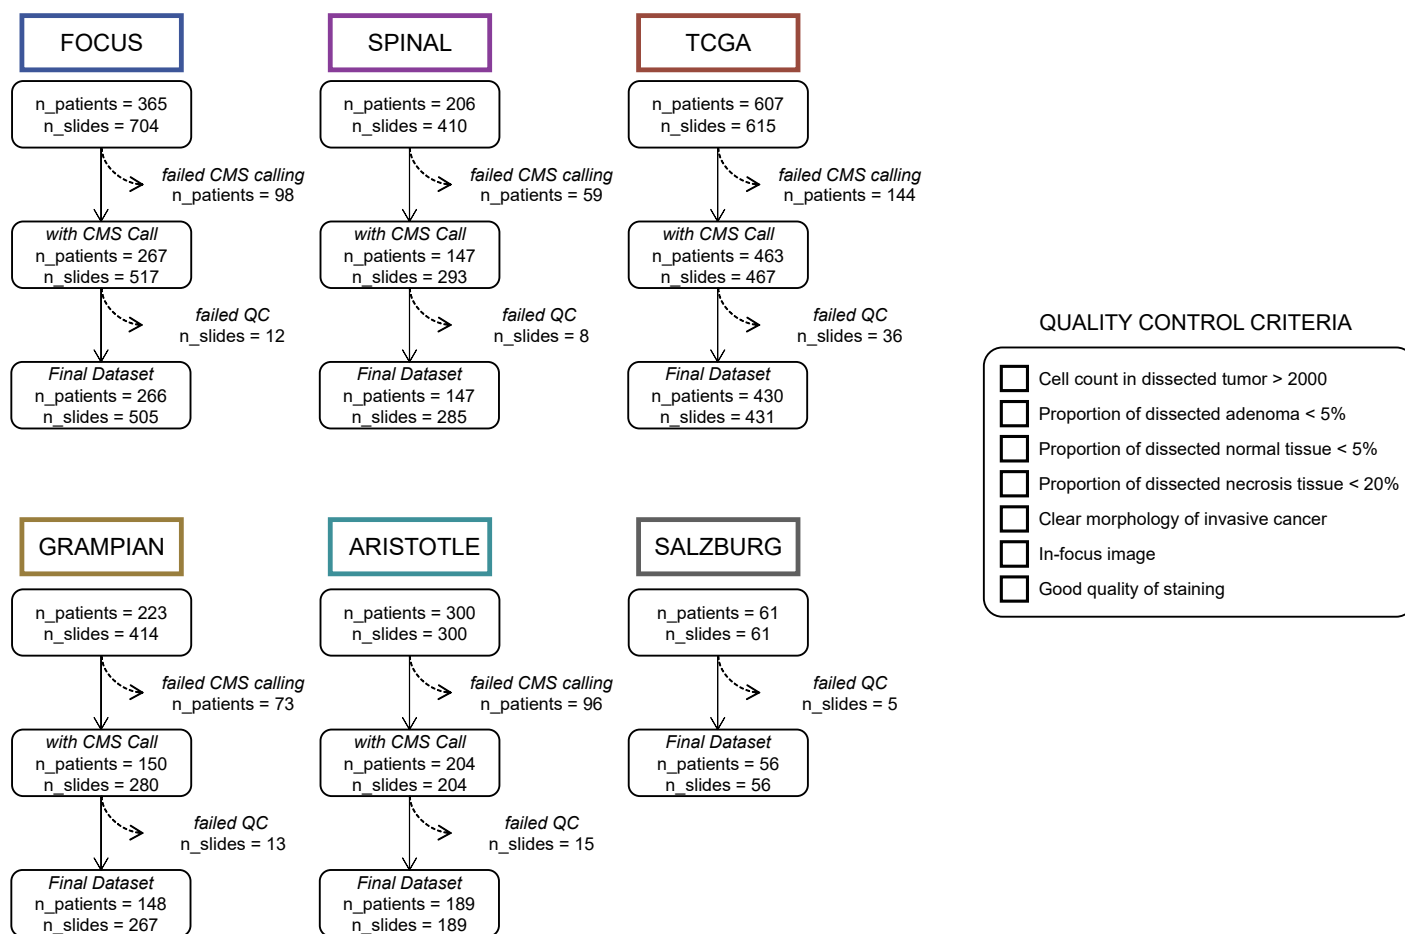 FOCUS
n_patients = 365
n_slides = 704
failed CMS calling
n_patients = 98
with CMS Call
n_patients = 267
n_slides = 517
failed QC
n_slides = 12
Final Dataset
n_patients = 266
n_slides = 505
SPINAL
n_patients = 206
n_slides = 410
failed CMS calling
n_patients = 59
with CMS Call
n_patients = 147
n_slides = 293
failed QC
n_slides = 8
Final Dataset
n_patients = 147
n_slides = 285
TCGA
n_patients = 607
n_slides = 615
failed CMS calling
n_patients = 144
with CMS Call
n_patients = 463
n_slides = 467
failed QC
n_slides = 36
Final Dataset
n_patients = 430
n_slides = 431
GRAMPIAN
n_patients = 223
n_slides = 414
failed CMS calling
n_patients = 73
with CMS Call
n_patients = 150
n_slides = 280
failed QC
n_slides = 13
Final Dataset
n_patients = 148
n_slides = 267
ARISTOTLE
n_patients = 300
n_slides = 300
failed CMS calling
n_patients = 96
with CMS Call
n_patients = 204
n_slides = 204
failed QC
n_slides = 15
Final Dataset
n_patients = 189
n_slides = 189
SALZBURG
n_patients = 61
n_slides = 61
failed QC
n_slides = 5
Final Dataset
n_patients = 56
n_slides = 56
QUALITY CONTROL CRITERIA
Cell count in dissected tumor > 2000
Proportion of dissected adenoma < 5%
Proportion of dissected normal tissue < 5%
Proportion of dissected necrosis tissue < 20%
Clear morphology of invasive cancer
In-focus image
Good quality of staining